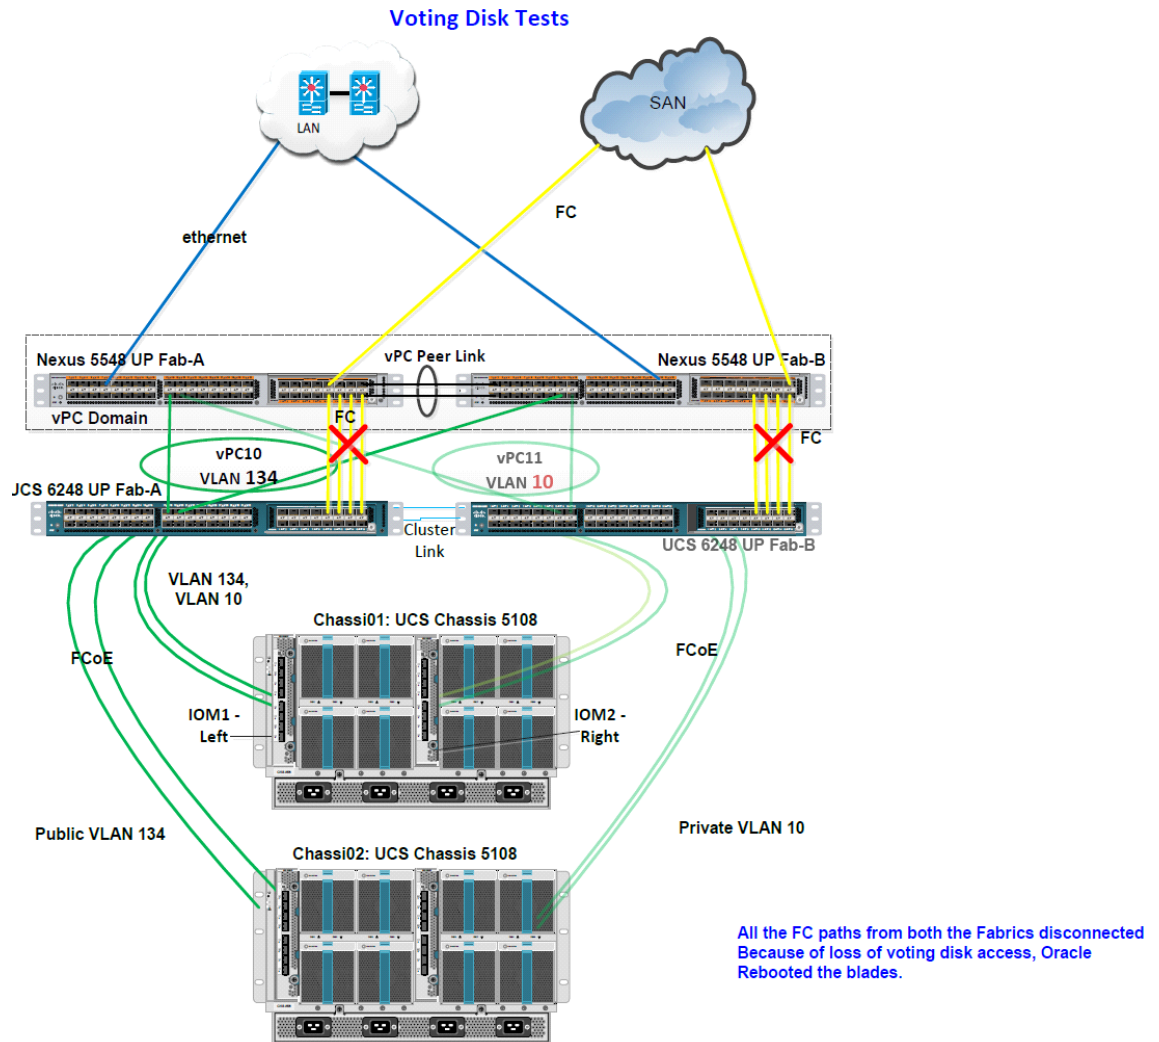 Voting Disk Tests
LAN
SAN
FC
ethernet
Nexus 5548 UP Fab-A
vPC Peer Link
Nexus 5548 UP Fab-B
vPC Domain
FC
FC
vPC10
VLAN 134
vPC11
VLAN 10
UCS 6248 UP Fab-A
Cluster
Link
UCS 6248 UP Fab-B
VLAN 134,
VLAN 10
Chassi01: UCS Chassis 5108
FCoE
FCoE
IOM1 -
Left
IOM2 -
Right
Public VLAN 134
Private VLAN 10
Chassi02: UCS Chassis 5108
All the FC paths from both the Fabrics disconnected
Because of loss of voting disk access, Oracle
Rebooted the blades.